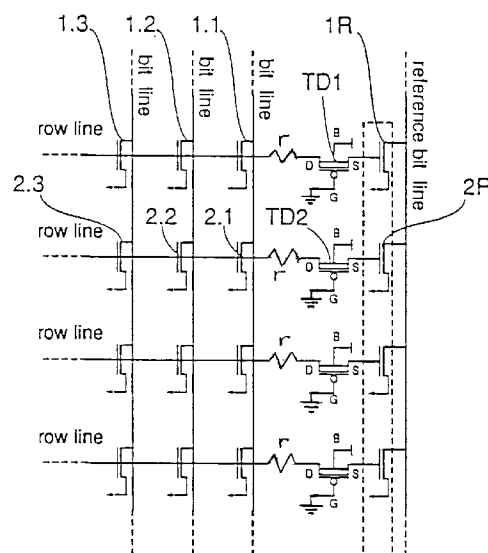 1.3
1.2
1.1
1R
bit line
bit line
bit line
reference bit line
TD1
row line
r
D
B
S
G
2.3
2.2
2.1
TD2
2R
row line
r
D
B
S
G
row line
r
D
B
S
G
row line
r
D
B
S
G